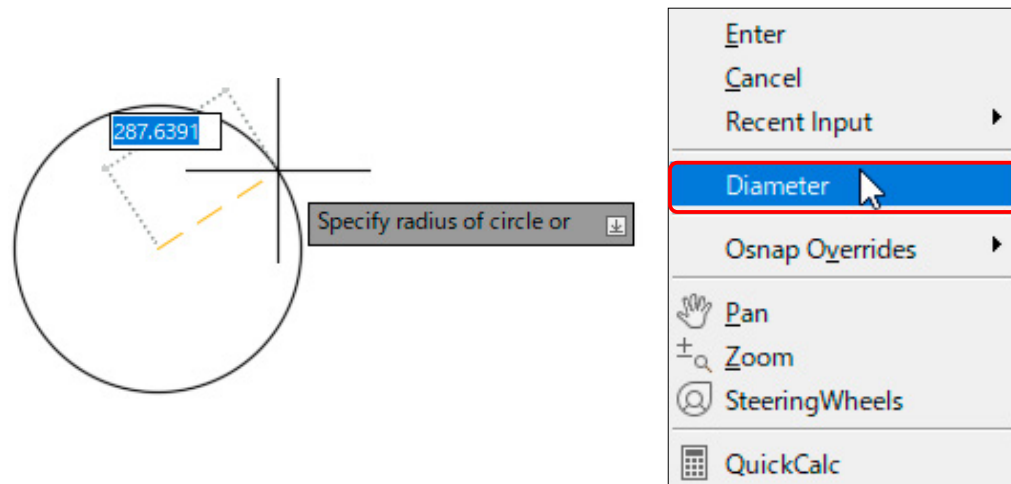 287.6391
Specify radius of circle or
Enter
Cancel
Recent Input
Diameter
Osnap Overrides
Pan
Zoom
SteeringWheels
QuickCalc